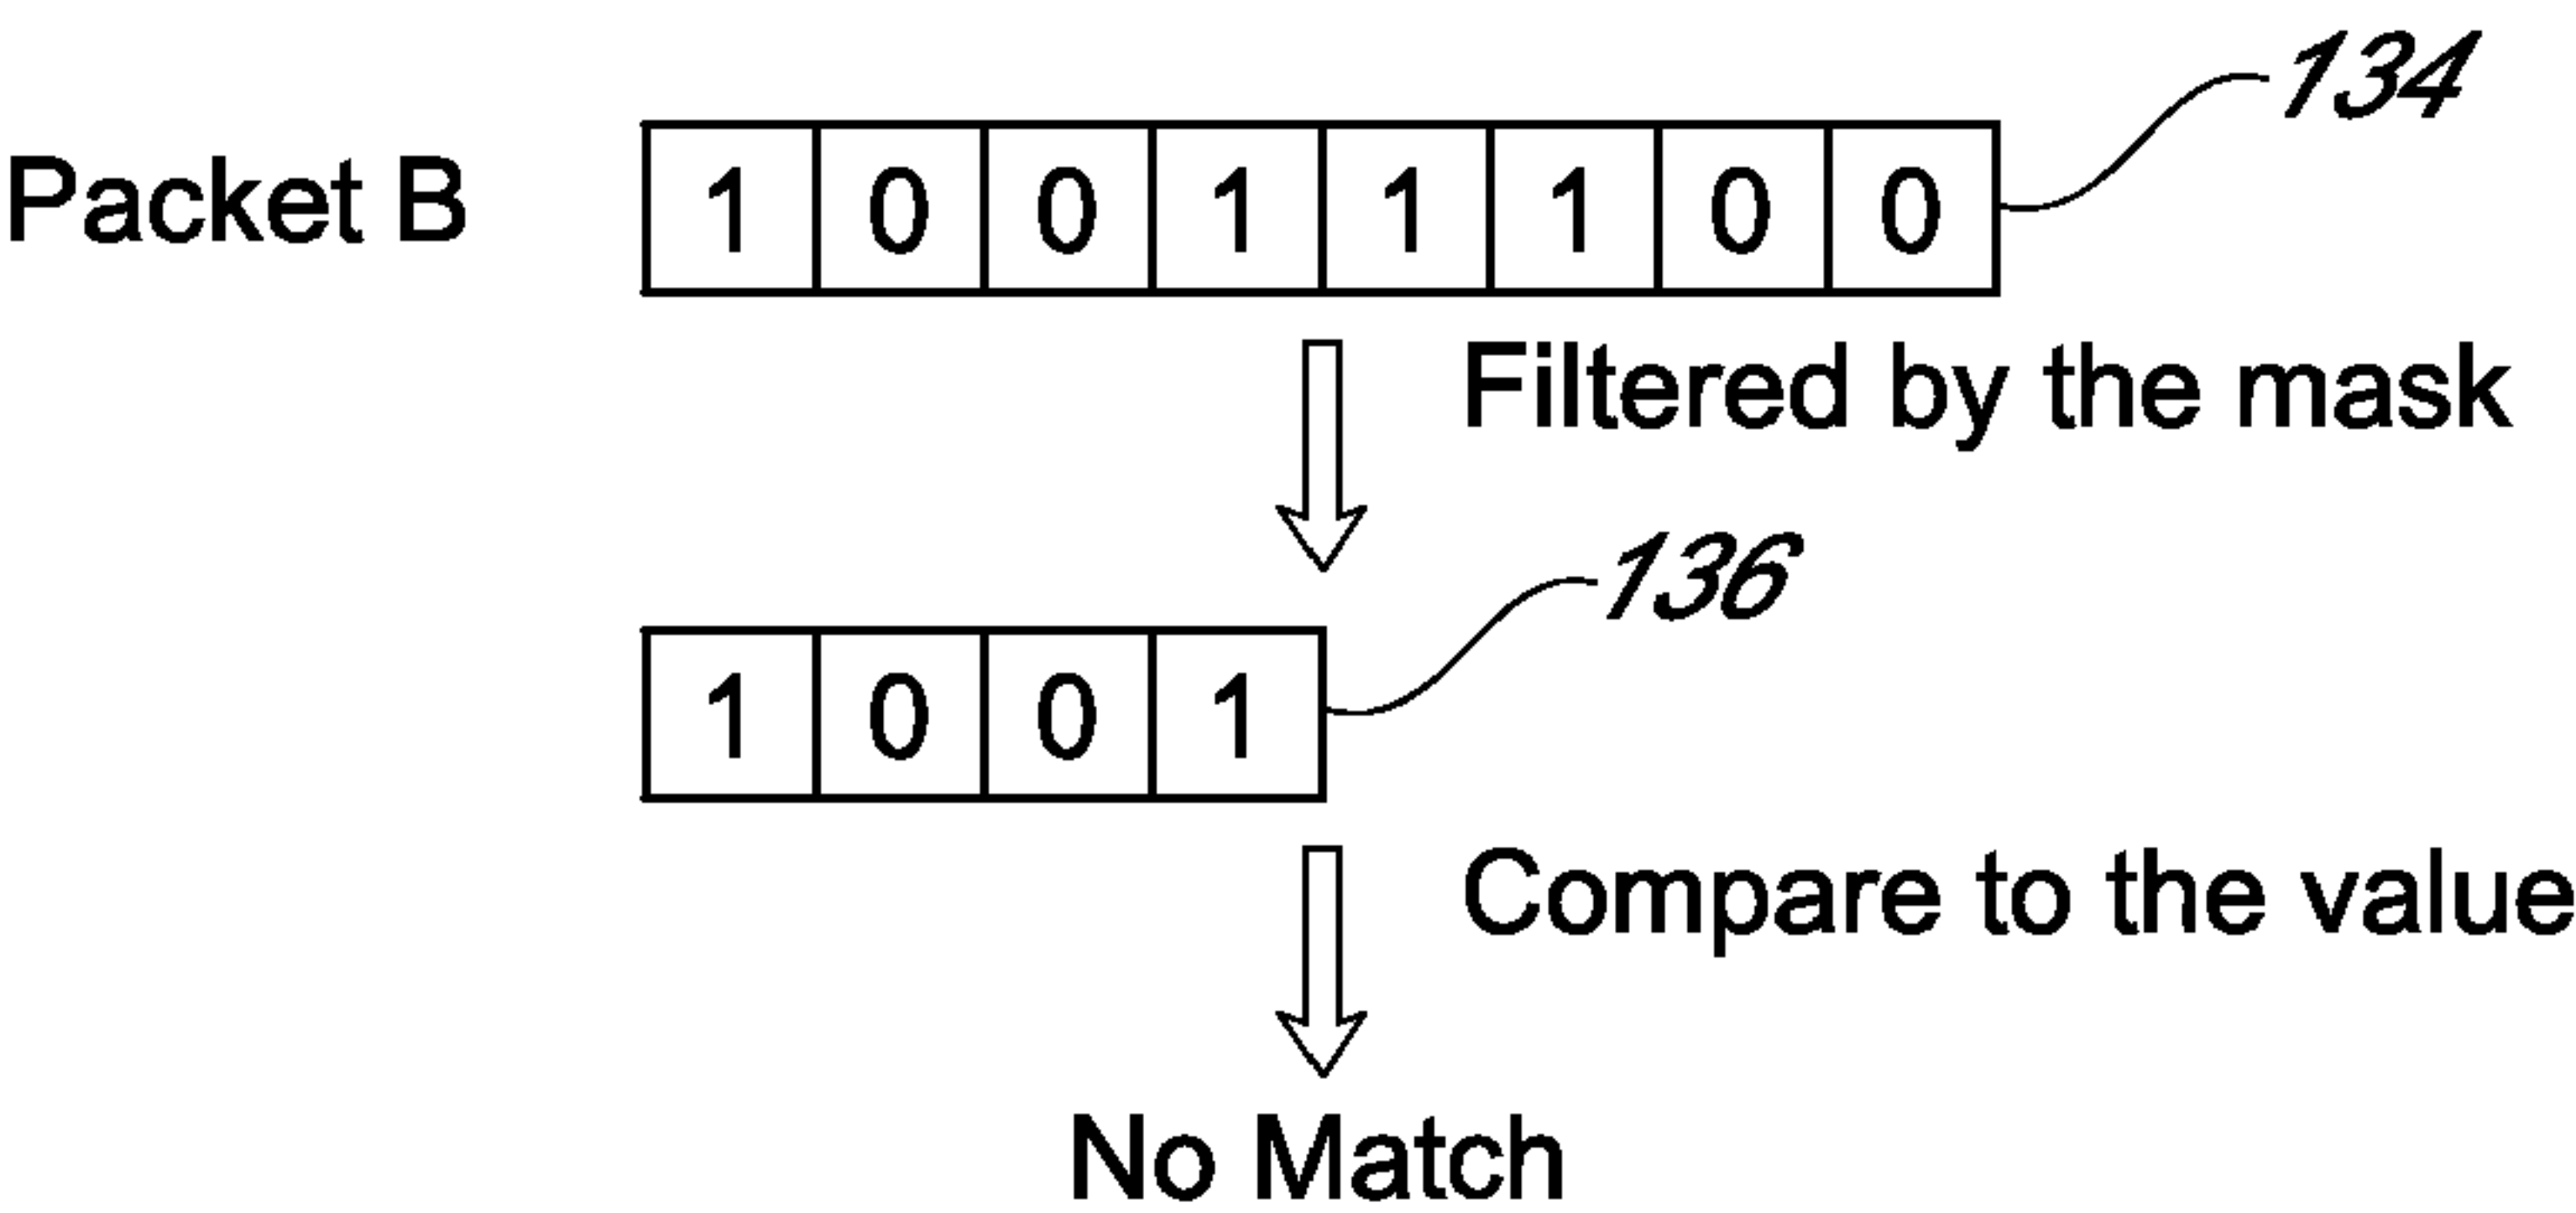 134
Packet B 1 0 0 1 1 1 0 0
Filtered by the mask
136
1 0 0 1
Compare to the value
No Match